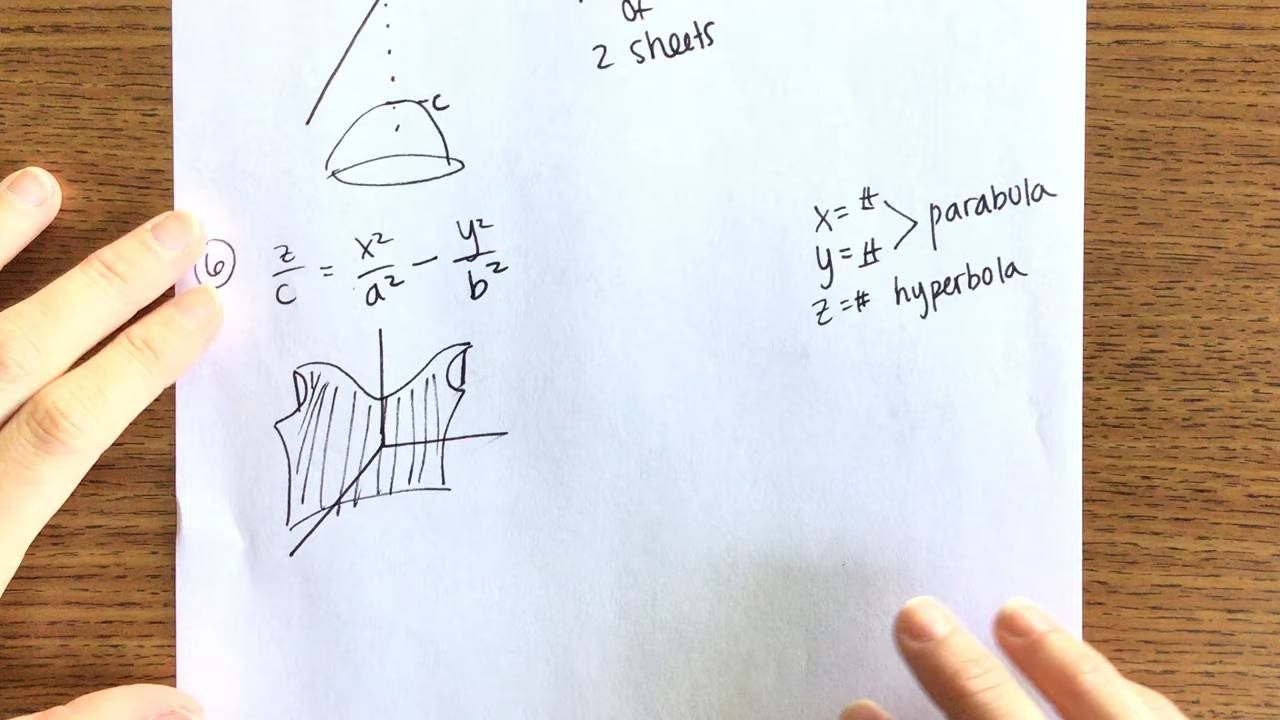 of
2 sheets
c
6 z/c = x²/a² - y²/b²
x = #
y = # > parabola
z = # hyperbola